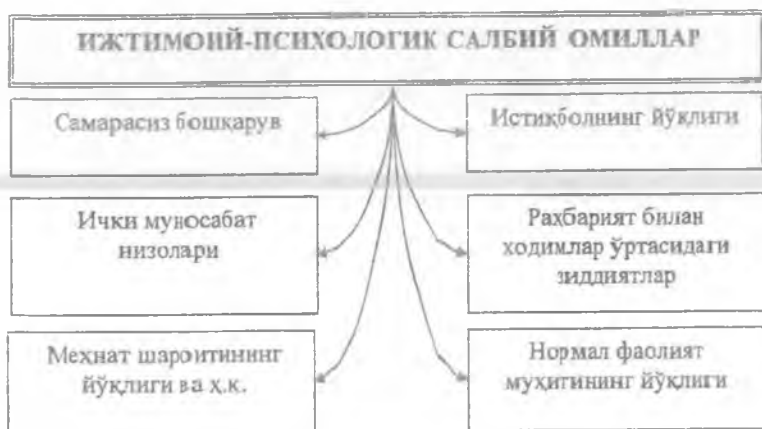 ИЖТИМОИЙ-ПСИХОЛОГИК САЛБИЙ ОМИЛЛАР
Самарасиз бошқарув
Истиқболнинг йўқлиги
Ички муносабат
низолари
Раҳбарият билан
ходимлар ўртасидаги
зиддиятлар
Меҳнат шароитининг
йўқлиги ва ҳ.к.
Нормал фаолият
муҳитининг йўқлиги